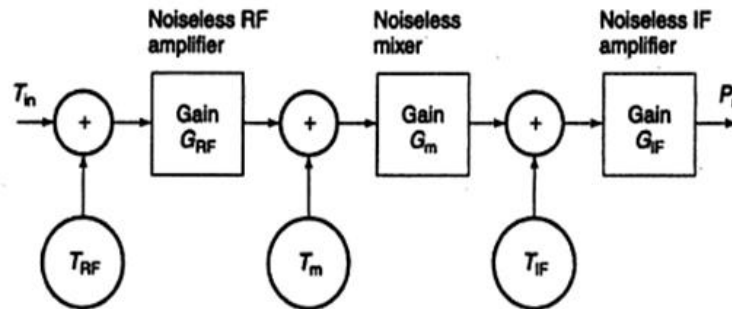 Noiseless RF
amplifier
Noiseless
mixer
Noiseless IF
amplifier
T_in
+
Gain
G_RF
+
Gain
G_m
+
Gain
G_IF
T_RF
T_m
T_IF